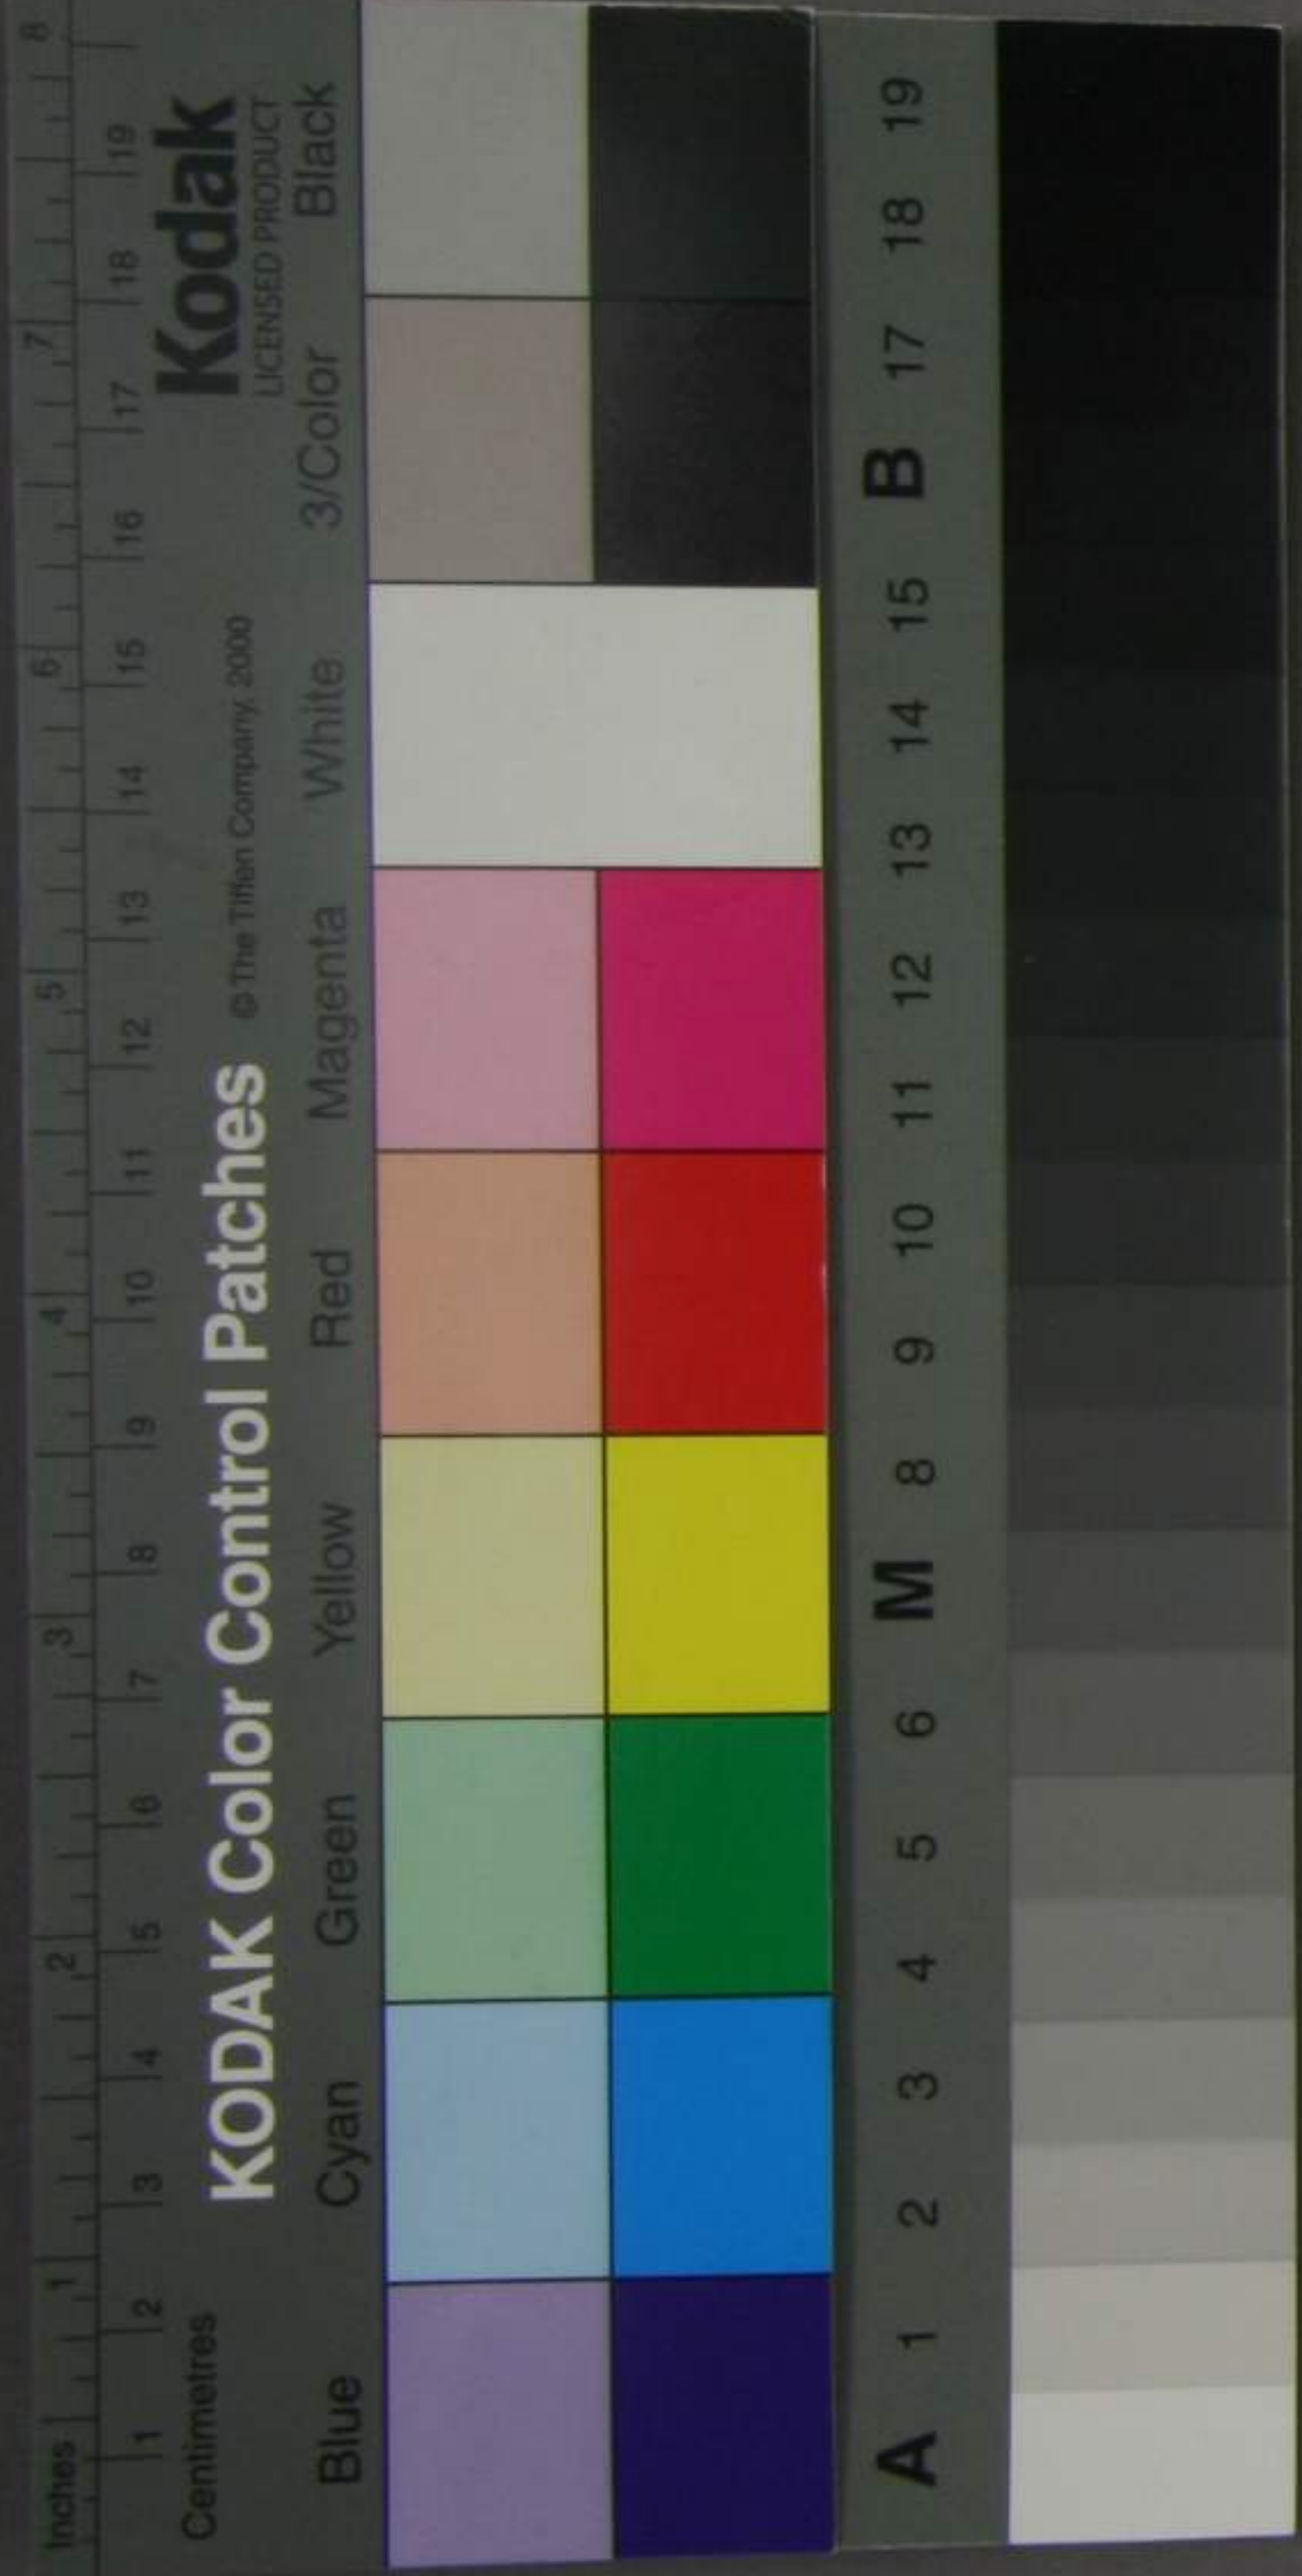 Inches 1 2 3 4 5 6 7 8
1 2 3 4 5 6 7 8 9 10 11 12 13 14 15 16 17 18 19
Centimetres
KODAK Color Control Patches © The Tiffen Company, 2000
Kodak
LICENSED PRODUCT
Blue Cyan Green Yellow Red Magenta White 3/Color Black
A 1 2 3 4 5 6 M 8 9 10 11 12 13 14 15 B 17 18 19